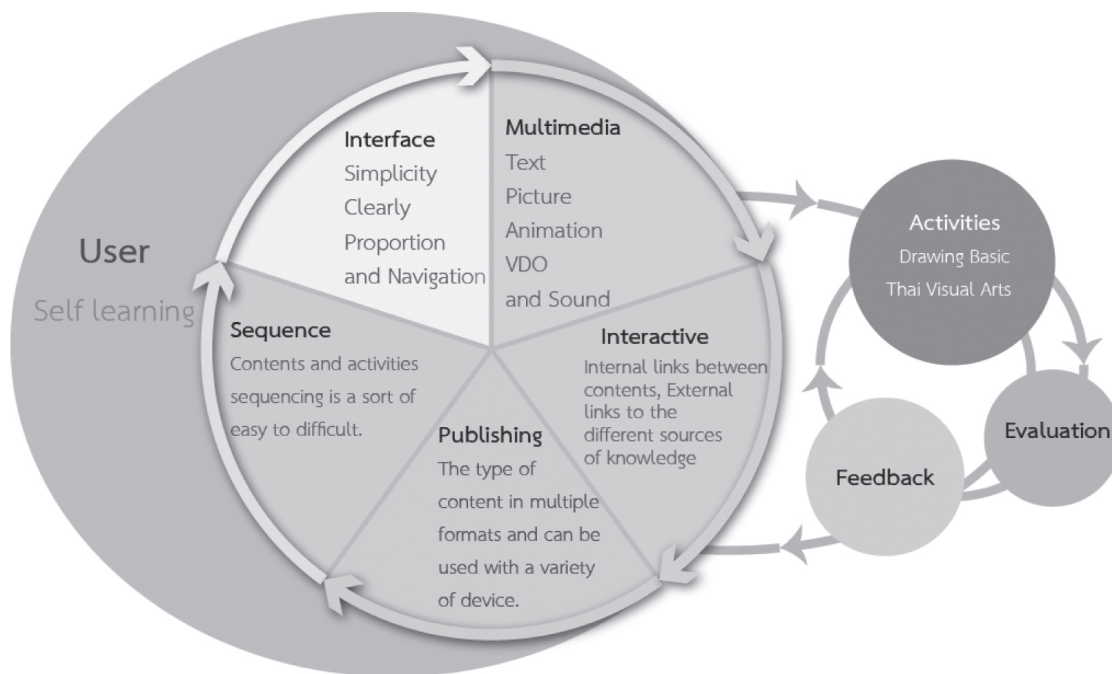 User
Self learning
Interface
Simplicity
Clearly
Proportion
and Navigation
Multimedia
Text
Picture
Animation
VDO
and Sound
Interactive
Internal links between
contents, External
links to the
different sources
of knowledge
Publishing
The type of
content in multiple
formats and can be
used with a variety
of device.
Sequence
Contents and activities
sequencing is a sort of
easy to difficult.
Activities
Drawing Basic
Thai Visual Arts
Evaluation
Feedback